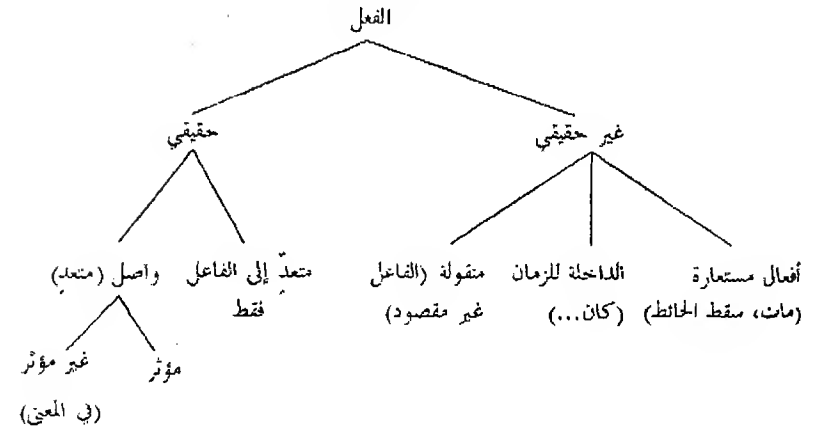 الفعل
غير حقيقي
حقيقي
أفعال مستعارة
(مات، سقط الحائط)
الداخلة للزمان
(كان...)
منقولة (الفاعل
غير مقصود)
متعدٍّ إلى الفاعل
فقط
واصل (متعدٍ)
مؤثر
غير مؤثر
(في المعنى)